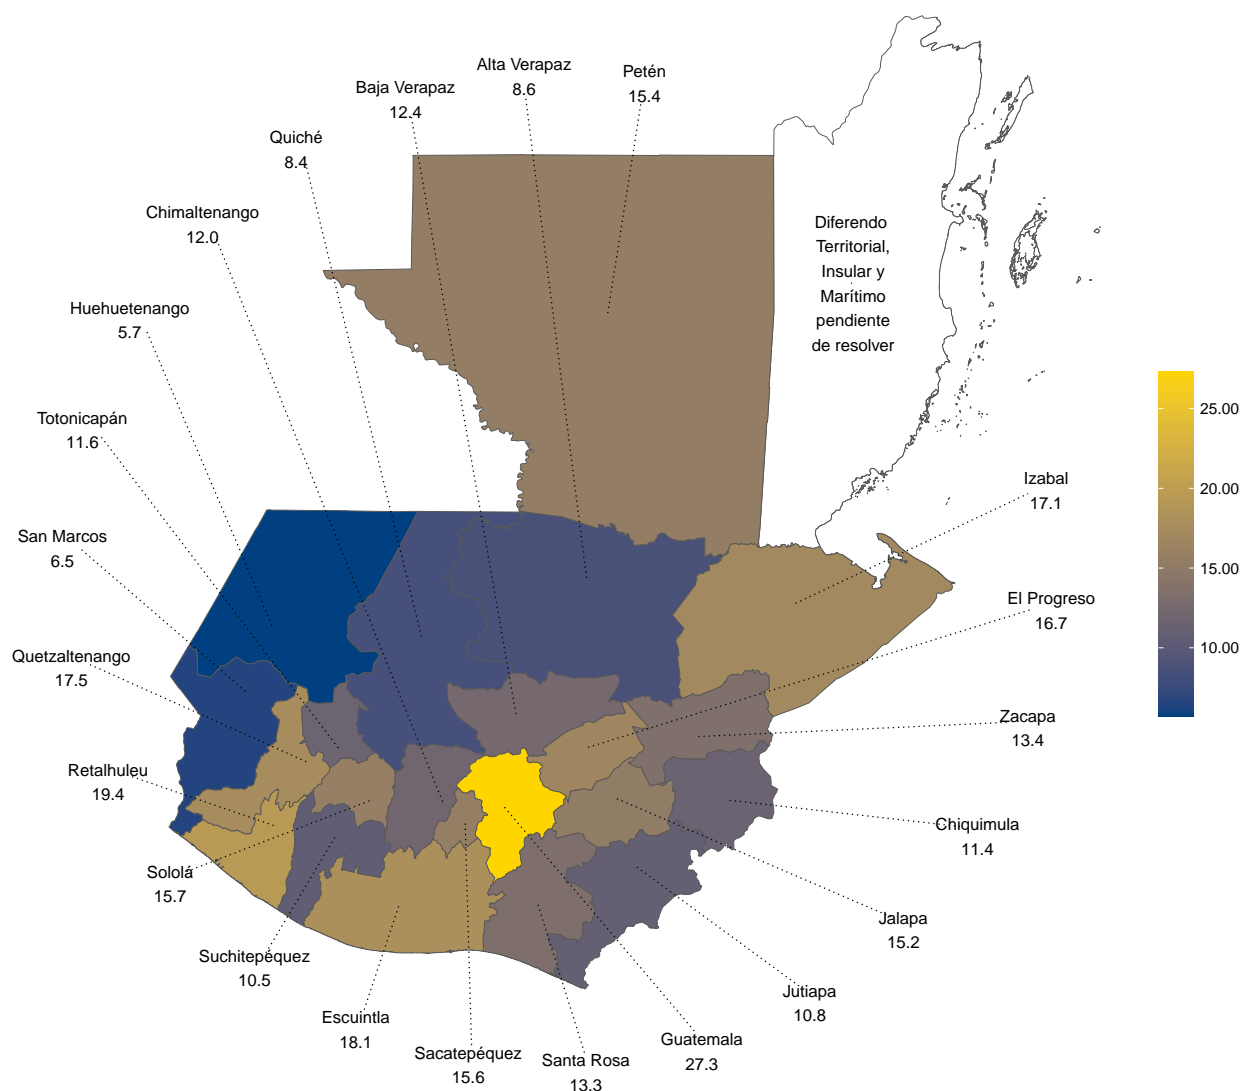 Alta Verapaz
8.6
Petén
15.4
Baja Verapaz
12.4
Quiché
8.4
Chimaltenango
12.0
Diferendo
Territorial,
Insular y
Marítimo
pendiente
de resolver
Huehuetenango
5.7
Totonicapán
11.6
25.00
20.00
15.00
10.00
Izabal
17.1
San Marcos
6.5
El Progreso
16.7
Quetzaltenango
17.5
Zacapa
13.4
Retalhuleu
19.4
Chiquimula
11.4
Sololá
15.7
Jalapa
15.2
Suchitepéquez
10.5
Jutiapa
10.8
Escuintla
18.1
Guatemala
27.3
Sacatepéquez
15.6
Santa Rosa
13.3